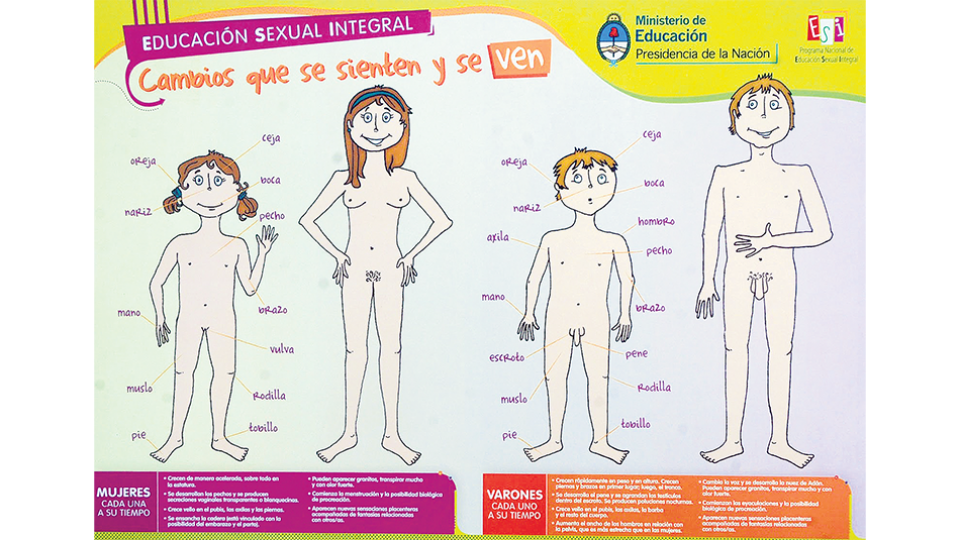 EDUCACIÓN SEXUAL INTEGRAL
Cambios que se sienten y se ven
Ministerio de
Educación
Presidencia de la Nación
ESI
Programa Nacional de
Educación Sexual Integral
ceja
oreja
boca
nariz
pecho
mano
brazo
vulva
muslo
rodilla
tobillo
pie
ceja
oreja
boca
nariz
hombro
axila
pecho
mano
brazo
escroto
pene
muslo
rodilla
tobillo
pie
MUJERES
CADA UNA
A SU TIEMPO
• Crecen de manera acelerada, sobre todo en
la estatura.
• Se desarrollan los pechos y se producen
secreciones vaginales transparentes o blanquecinas.
• Crece vello en el pubis, las axilas y las piernas.
• Se ensancha la cadera (está vinculado con la
posibilidad del embarazo y el parto).
• Pueden aparecer granitos, transpirar mucho
y con olor fuerte.
• Comienza la menstruación y la posibilidad biológica
de procreación.
• Aparecen nuevas sensaciones placenteras
acompañadas de fantasías relacionadas
con otros/as.
VARONES
CADA UNO
A SU TIEMPO
• Crecen rápidamente en peso y en altura. Crecen
piernas y brazos en primer lugar; luego, el tronco.
• Se desarrolla el pene y se agrandan los testículos
dentro del escroto. Se producen poluciones nocturnas.
• Crece vello en el pubis, las axilas, la barba
y el resto del cuerpo.
• Aumenta el ancho de los hombros en relación con
la pelvis, que es más estrecha que en las mujeres.
• Cambia la voz y se desarrolla la nuez de Adán.
Pueden aparecer granitos, transpirar mucho y con
olor fuerte.
• Comienzan las eyaculaciones y la posibilidad
biológica de procreación.
• Aparecen nuevas sensaciones placenteras
acompañadas de fantasías relacionadas
con otros/as.